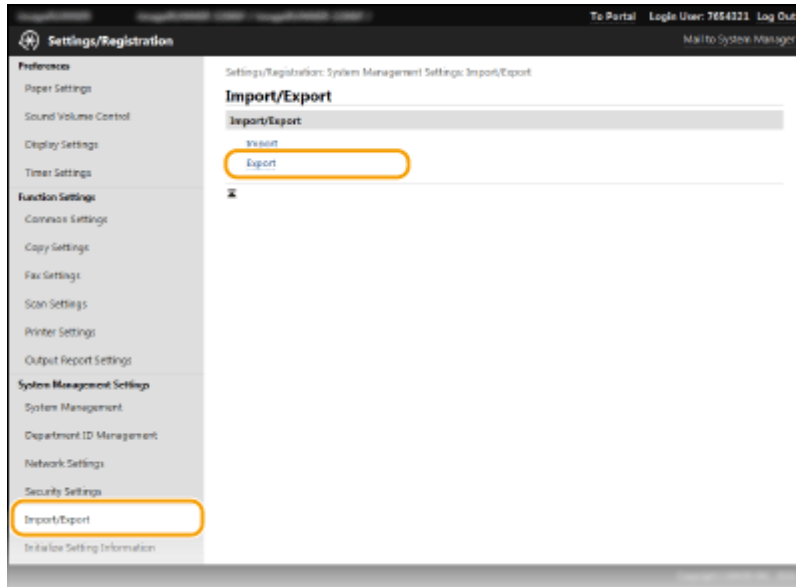 To Portal Login User: 7654321 Log Out
Settings/Registration
Mail to System Manager
Preferences
Paper Settings
Sound Volume Control
Display Settings
Timer Settings
Function Settings
Common Settings
Copy Settings
Fax Settings
Scan Settings
Printer Settings
Output Report Settings
System Management Settings
System Management
Department ID Management
Network Settings
Security Settings
Import/Export
Initialize Setting Information
Settings/Registration: System Management Settings: Import/Export
Import/Export
Import/Export
Import
Export